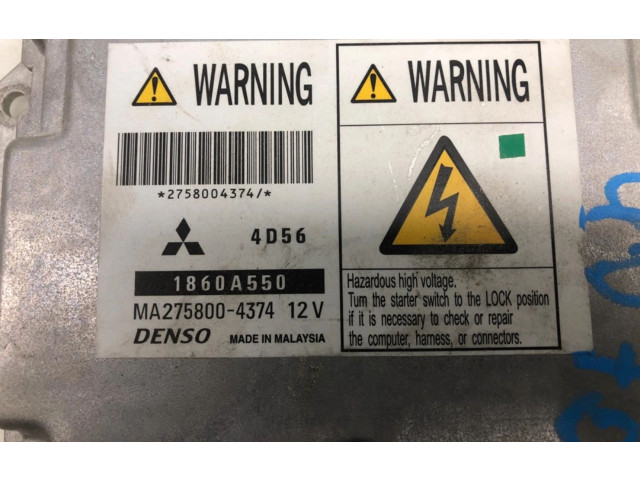 WARNING
*2758004374/*
4D56
1860A550
MA275800-4374 12V
DENSO MADE IN MALAYSIA
WARNING
Hazardous high voltage.
Turn the starter switch to the LOCK position
if it is necessary to check or repair
the computer, harness, or connectors.